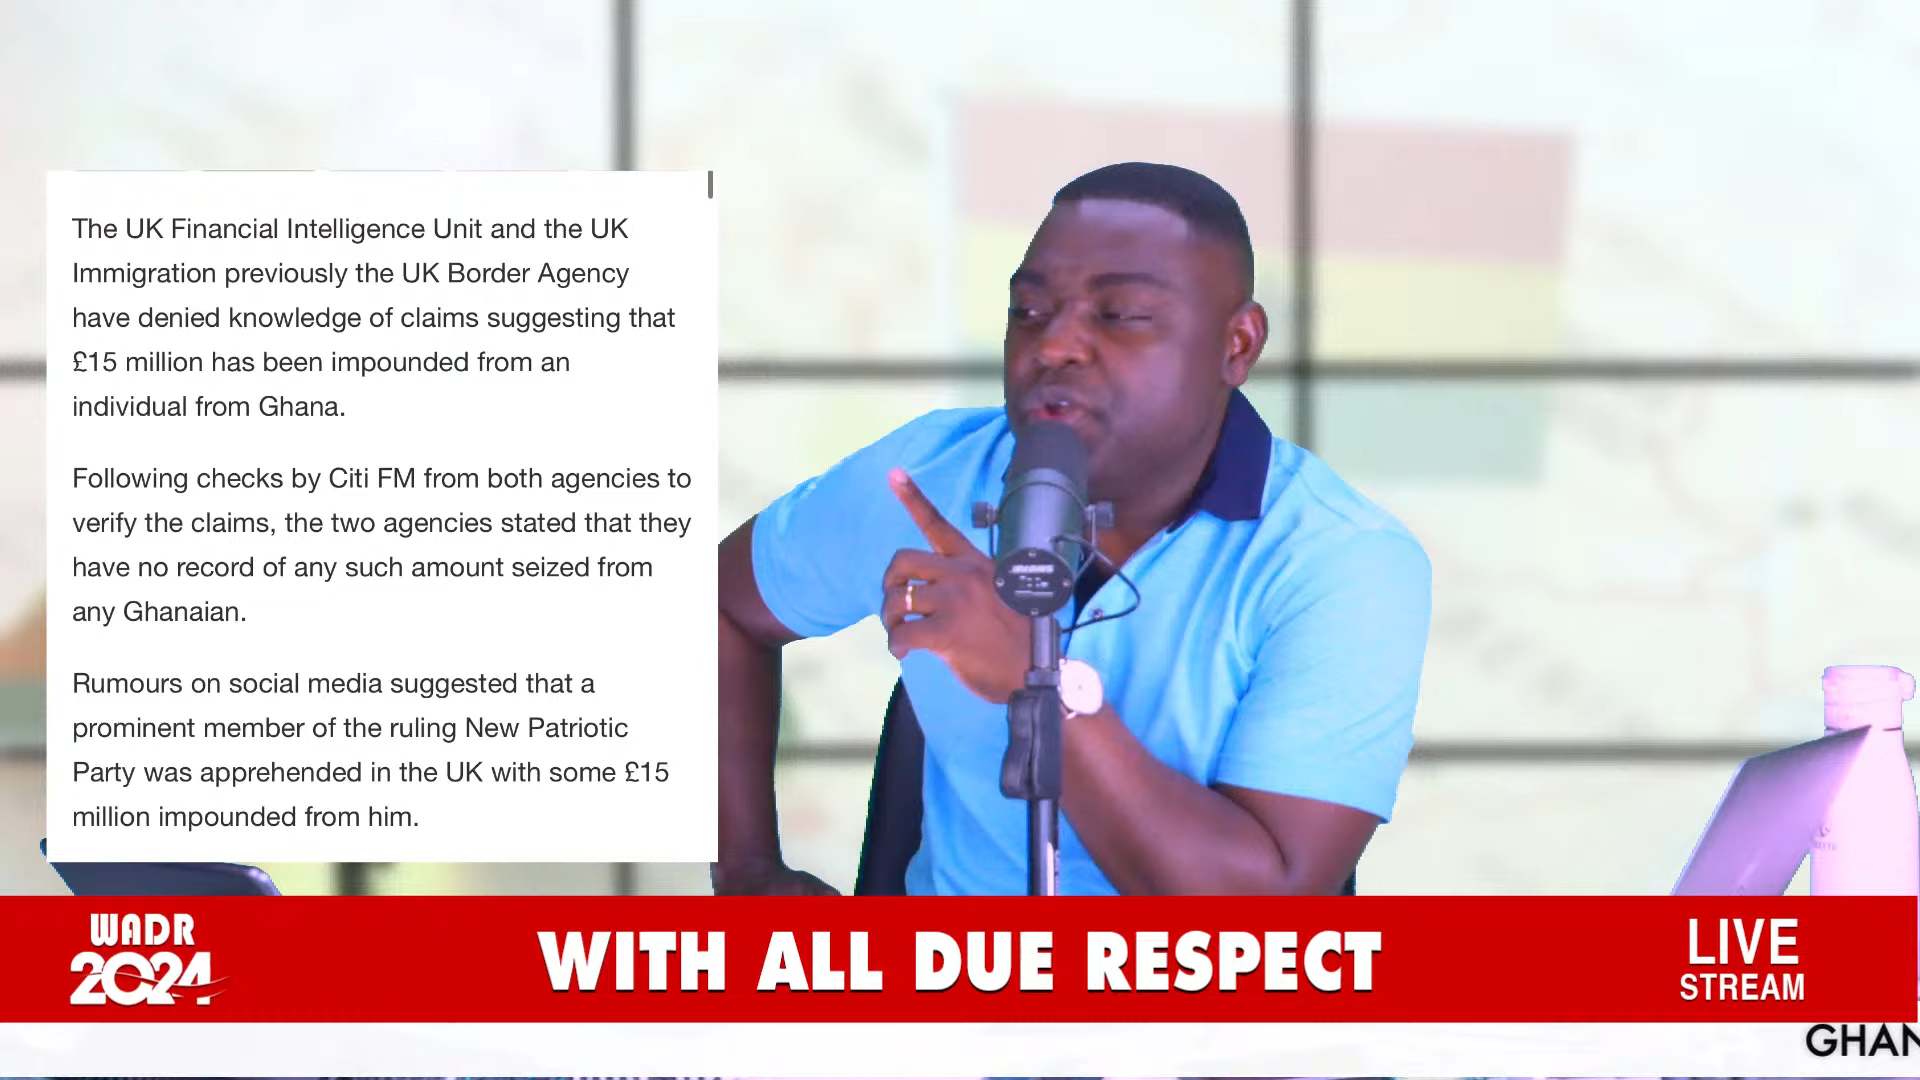 The UK Financial Intelligence Unit and the UK
Immigration previously the UK Border Agency
have denied knowledge of claims suggesting that
£15 million has been impounded from an
individual from Ghana.
Following checks by Citi FM from both agencies to
verify the claims, the two agencies stated that they
have no record of any such amount seized from
any Ghanaian.
Rumours on social media suggested that a
prominent member of the ruling New Patriotic
Party was apprehended in the UK with some £15
million impounded from him.
WADR
2024
WITH ALL DUE RESPECT
LIVE
STREAM
GHAN